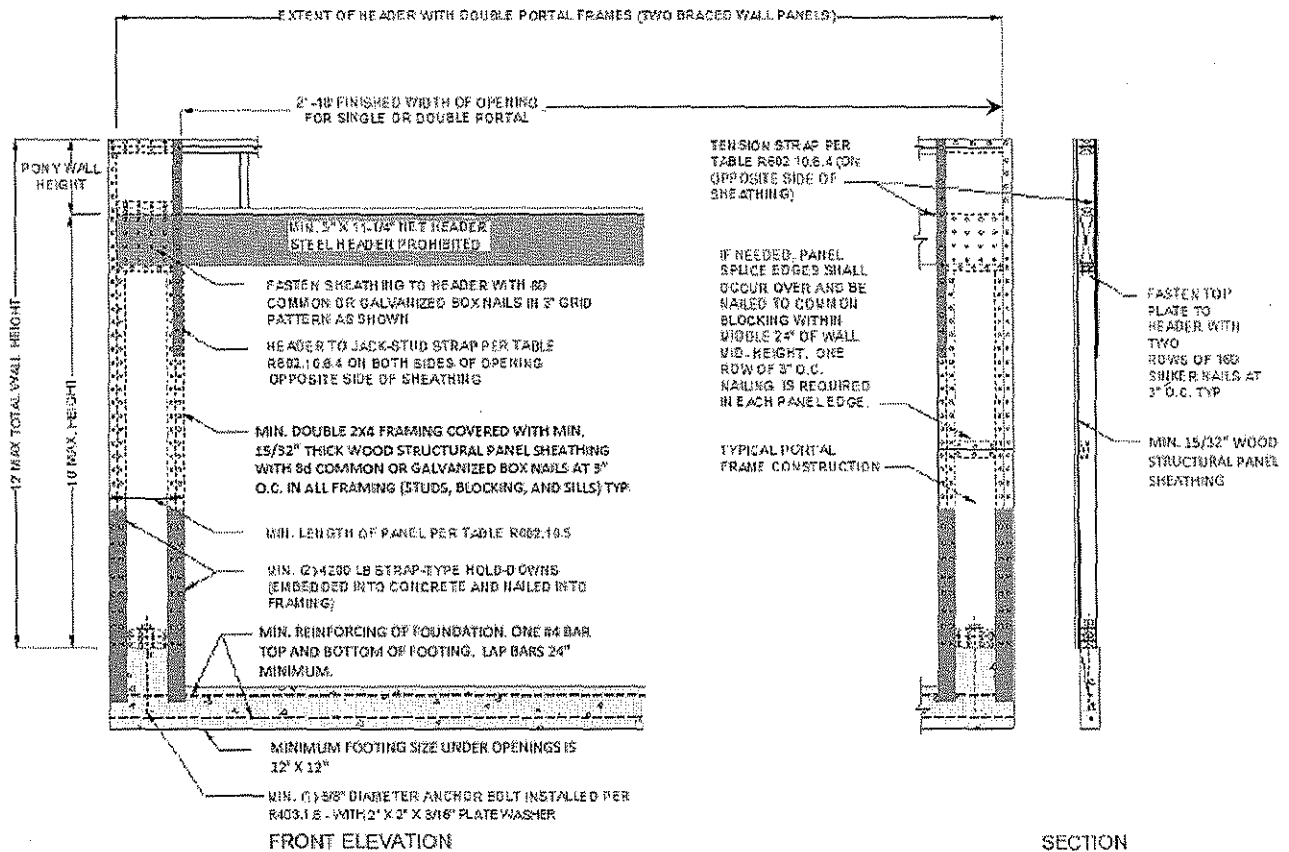 EXTENT OF HEADER WITH DOUBLE PORTAL FRAMES (TWO BRACED WALL PANELS)
2' -18' FINISHED WIDTH OF OPENING
FOR SINGLE OR DOUBLE PORTAL
PONY WALL
HEIGHT
12' MAX TOTAL WALL HEIGHT
10' MAX. HEIGHT
MIN. 3" X 11-1/4" NET HEADER
STEEL HEADER PROHIBITED
FASTEN SHEATHING TO HEADER WITH 8D
COMMON OR GALVANIZED BOX NAILS IN 3" GRID
PATTERN AS SHOWN
HEADER TO JACK-STUD STRAP PER TABLE
R602.10.6.4 ON BOTH SIDES OF OPENING
OPPOSITE SIDE OF SHEATHING
MIN. DOUBLE 2X4 FRAMING COVERED WITH MIN.
15/32" THICK WOOD STRUCTURAL PANEL SHEATHING
WITH 8d COMMON OR GALVANIZED BOX NAILS AT 3"
O.C. IN ALL FRAMING (STUDS, BLOCKING, AND SILLS) TYP.
MIN. LENGTH OF PANEL PER TABLE R602.10.5
MIN. (2) 4200 LB STRAP-TYPE HOLD-DOWNS
(EMBEDDED INTO CONCRETE AND NAILED INTO
FRAMING)
MIN. REINFORCING OF FOUNDATION. ONE #4 BAR
TOP AND BOTTOM OF FOOTING. LAP BARS 24"
MINIMUM.
MINIMUM FOOTING SIZE UNDER OPENINGS IS
12" X 12"
MIN. (1) 5/8" DIAMETER ANCHOR BOLT INSTALLED PER
R403.1.6 - WITH 2" X 2" X 3/16" PLATE WASHER
FRONT ELEVATION
TENSION STRAP PER
TABLE R602.10.6.4 (ON
OPPOSITE SIDE OF
SHEATHING)
IF NEEDED, PANEL
SPLICE EDGES SHALL
OCCUR OVER AND BE
NAILED TO COMMON
BLOCKING WITHIN
MIDDLE 24" OF WALL
MID-HEIGHT. ONE
ROW OF 3" O.C.
NAILING IS REQUIRED
IN EACH PANEL EDGE.
TYPICAL PORTAL
FRAME CONSTRUCTION
FASTEN TOP
PLATE TO
HEADER WITH
TWO
ROWS OF 16D
SINKER NAILS AT
3" O.C. TYP
MIN. 15/32" WOOD
STRUCTURAL PANEL
SHEATHING
SECTION